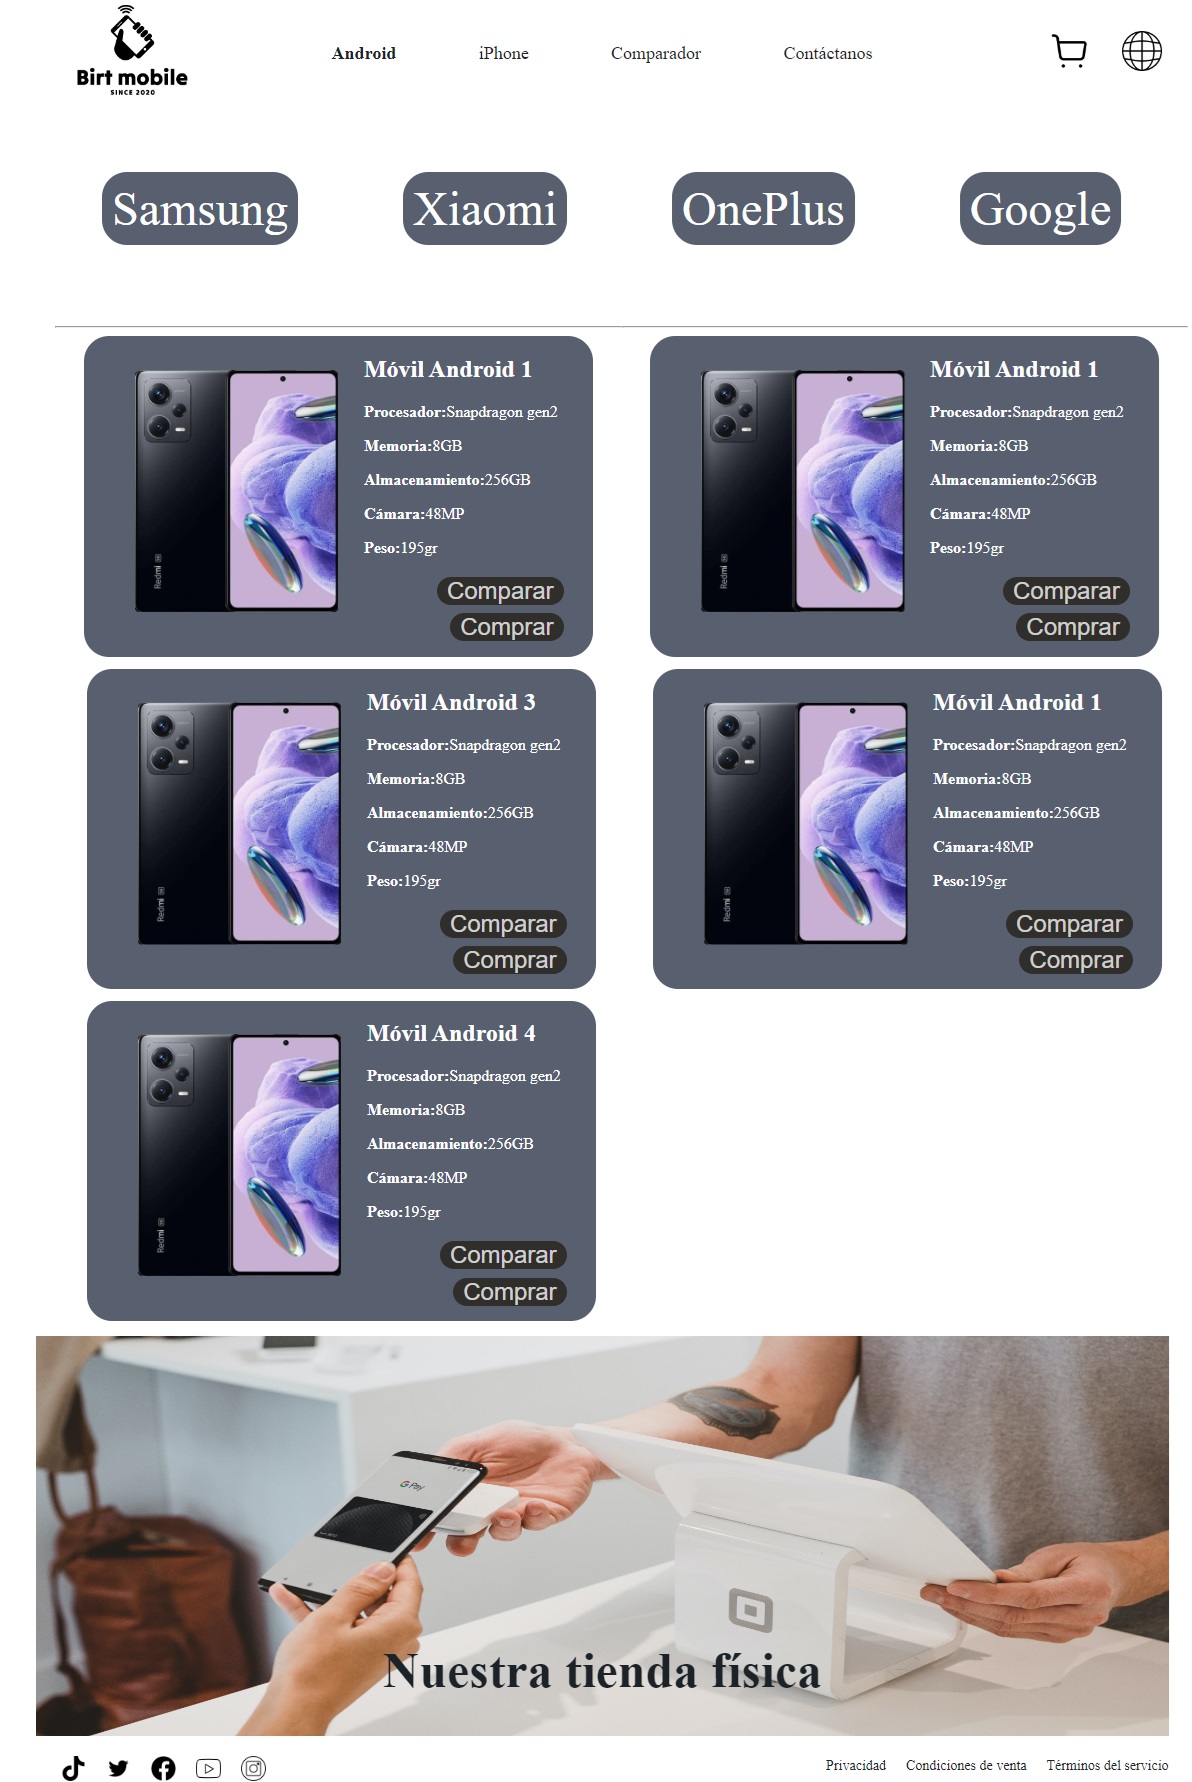 Birt mobile
SINCE 2020
Android iPhone Comparador Contáctanos
Samsung Xiaomi OnePlus Google
Móvil Android 1
Procesador:Snapdragon gen2
Memoria:8GB
Almacenamiento:256GB
Cámara:48MP
Peso:195gr
Comparar
Comprar
Redmi
Móvil Android 1
Procesador:Snapdragon gen2
Memoria:8GB
Almacenamiento:256GB
Cámara:48MP
Peso:195gr
Comparar
Comprar
Redmi
Móvil Android 3
Procesador:Snapdragon gen2
Memoria:8GB
Almacenamiento:256GB
Cámara:48MP
Peso:195gr
Comparar
Comprar
Redmi
Móvil Android 1
Procesador:Snapdragon gen2
Memoria:8GB
Almacenamiento:256GB
Cámara:48MP
Peso:195gr
Comparar
Comprar
Redmi
Móvil Android 4
Procesador:Snapdragon gen2
Memoria:8GB
Almacenamiento:256GB
Cámara:48MP
Peso:195gr
Comparar
Comprar
Redmi
G Pay
Nuestra tienda física
Privacidad Condiciones de venta Términos del servicio